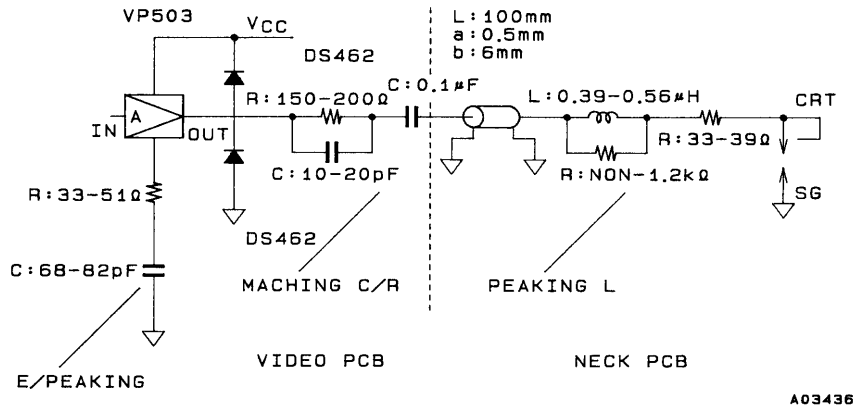 VP503
VCC
DS462
L:100mm
a:0.5mm
b:6mm
C:0.1μF
R:150-200Ω
L:0.39-0.56μH
CRT
A
IN
OUT
R:33-39Ω
C:10-20pF
R:NON-1.2kΩ
R:33-51Ω
SG
DS462
C:68-82pF
MACHING C/R
PEAKING L
VIDEO PCB
NECK PCB
E/PEAKING
A03436